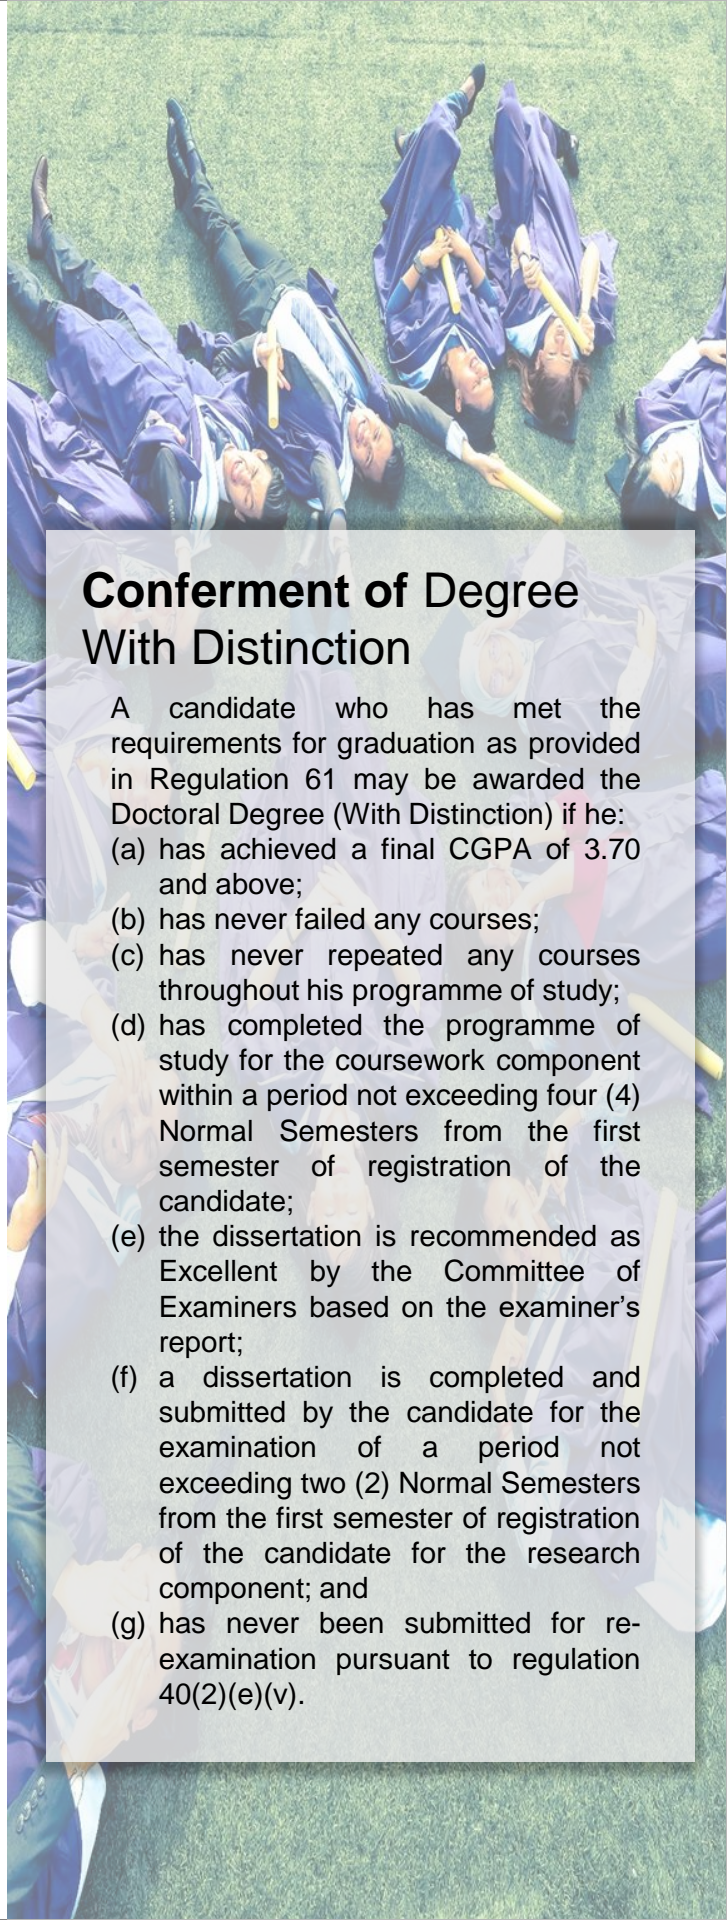 Conferment of Degree
With Distinction
A candidate who has met the
requirements for graduation as provided
in Regulation 61 may be awarded the
Doctoral Degree (With Distinction) if he:
(a) has achieved a final CGPA of 3.70
and above;
(b) has never failed any courses;
(c) has never repeated any courses
throughout his programme of study;
(d) has completed the programme of
study for the coursework component
within a period not exceeding four (4)
Normal Semesters from the first
semester of registration of the
candidate;
(e) the dissertation is recommended as
Excellent by the Committee of
Examiners based on the examiner’s
report;
(f) a dissertation is completed and
submitted by the candidate for the
examination of a period not
exceeding two (2) Normal Semesters
from the first semester of registration
of the candidate for the research
component; and
(g) has never been submitted for re-
examination pursuant to regulation
40(2)(e)(v).